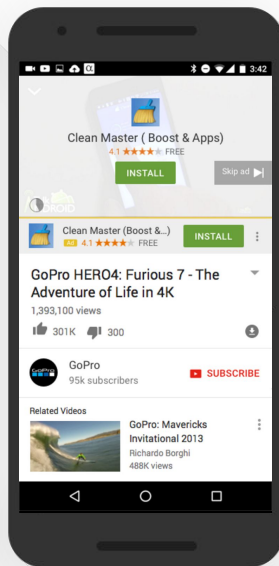 3:42
Clean Master ( Boost & Apps)
4.1 ★★★★★ FREE
INSTALL
Skip ad
Clean Master (Boost &...)
Ad 4.1 ★★★★★ FREE
INSTALL
GoPro HERO4: Furious 7 - The
Adventure of Life in 4K
1,393,100 views
301K 300
GoPro
GoPro
95k subscribers
SUBSCRIBE
Related Videos
GoPro: Mavericks
Invitational 2013
Richardo Borghi
488K views